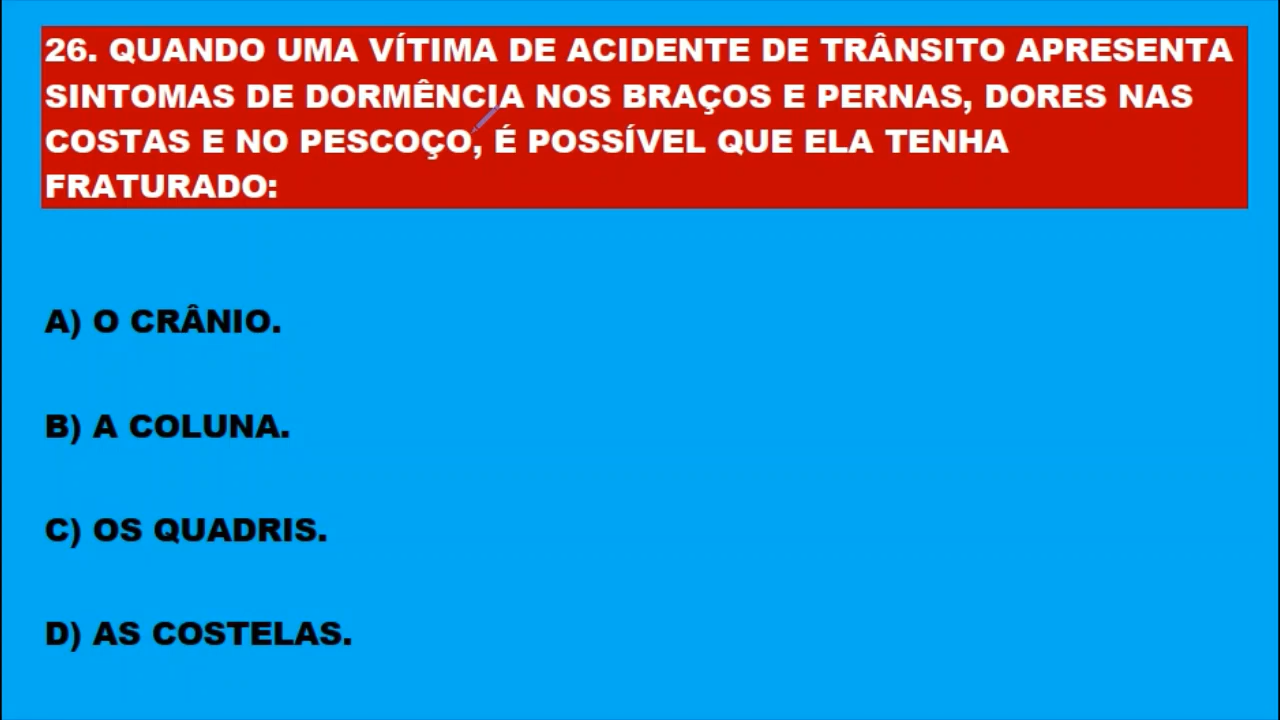 26. QUANDO UMA VÍTIMA DE ACIDENTE DE TRÂNSITO APRESENTA
SINTOMAS DE DORMÊNCIA NOS BRAÇOS E PERNAS, DORES NAS
COSTAS E NO PESCOÇO, É POSSÍVEL QUE ELA TENHA
FRATURADO:
A) O CRÂNIO.
B) A COLUNA.
C) OS QUADRIS.
D) AS COSTELAS.